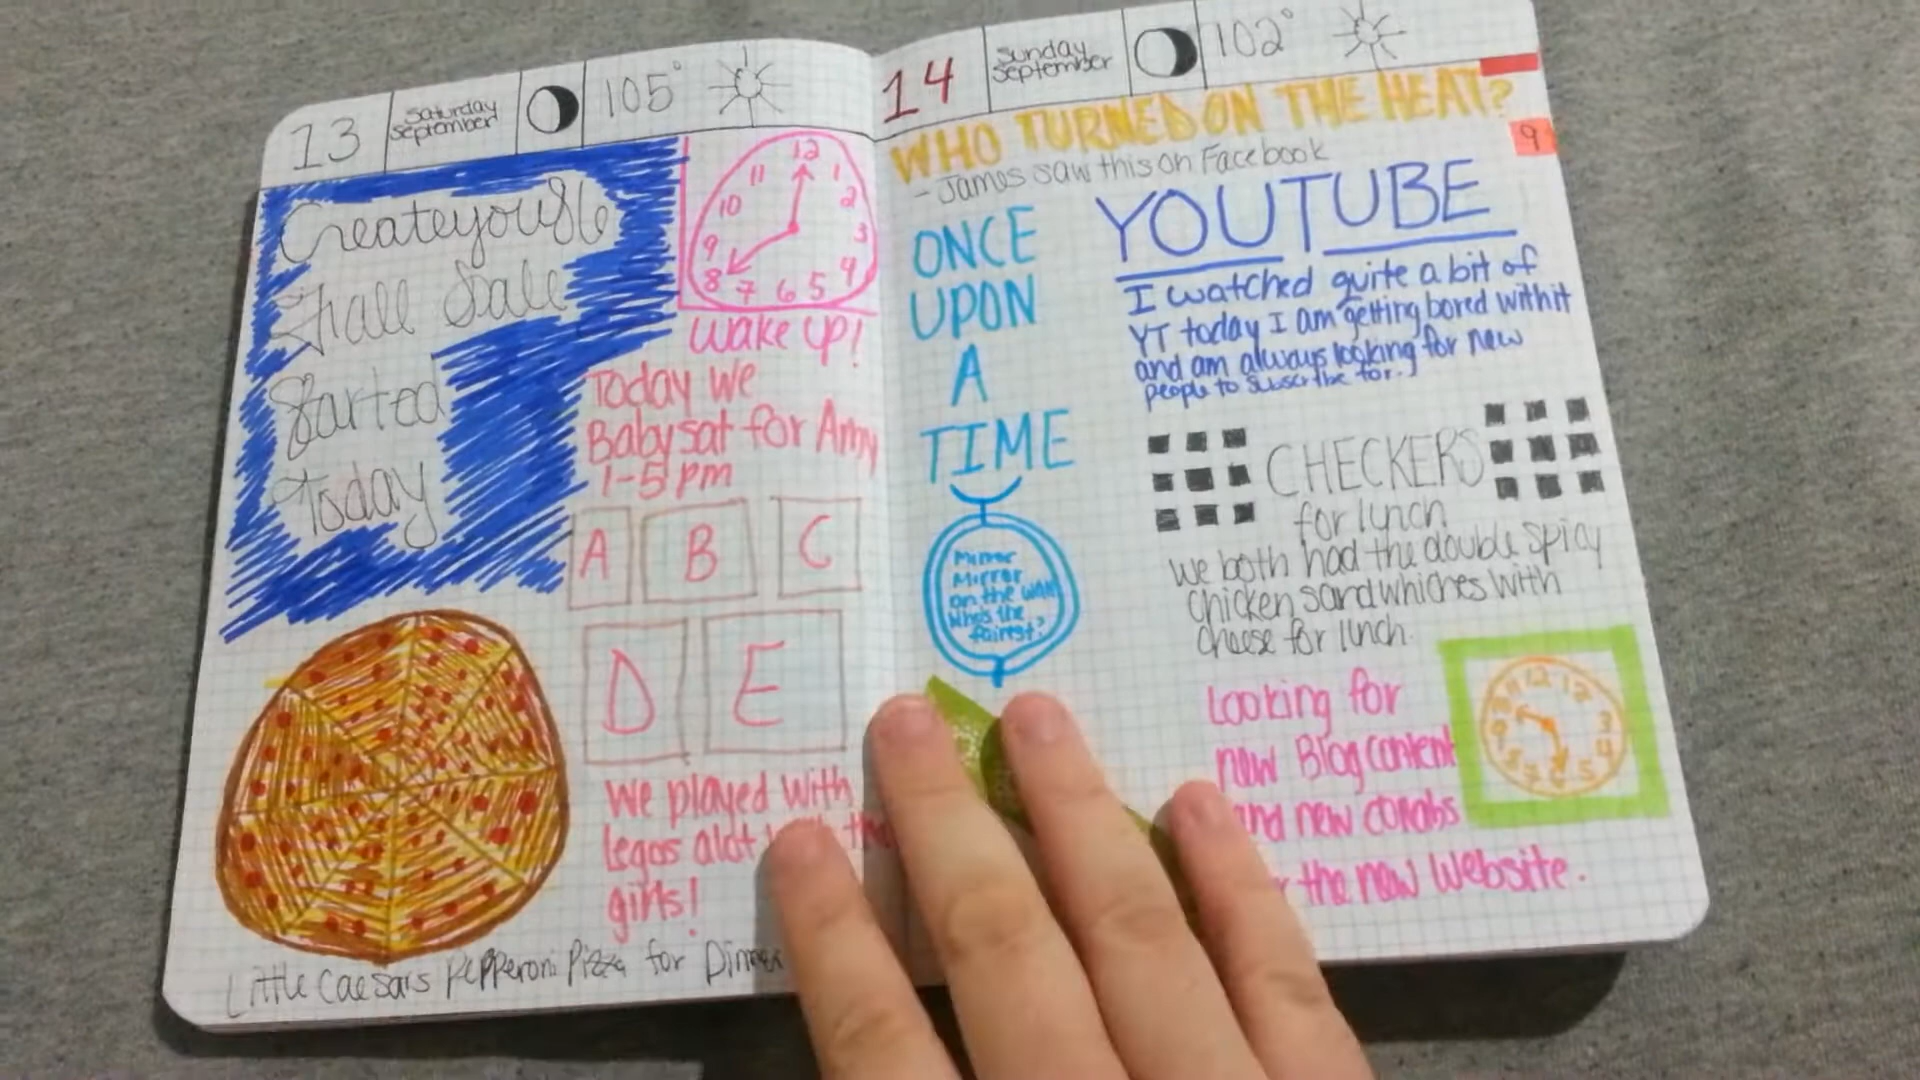 13
Saturday
September
105°
Createyour86
Fall Sale
Started
Today
12
1
2
3
4
5
6
7
8
9
10
11
Wake up!
Today we
Babysat for Amy
1-5 pm
A B C
D E
We played with
legos alot
girls!
Little Caesars Pepperoni Pizza for Dinner
14
Sunday
September
102°
WHO TURNED ON THE HEAT?
- James saw this on Facebook
9
ONCE
UPON
A
TIME
Mirror
Mirror
on the wall
Who's the
fairest?
YOUTUBE
I watched quite a bit of
YT today I am getting bored with it
and am always looking for new
people to subscribe for.
CHECKERS
for lunch
we both had the double spicy
chicken sandwhiches with
cheese for lunch.
Looking for
new Blog content
and new colabs
the new website.